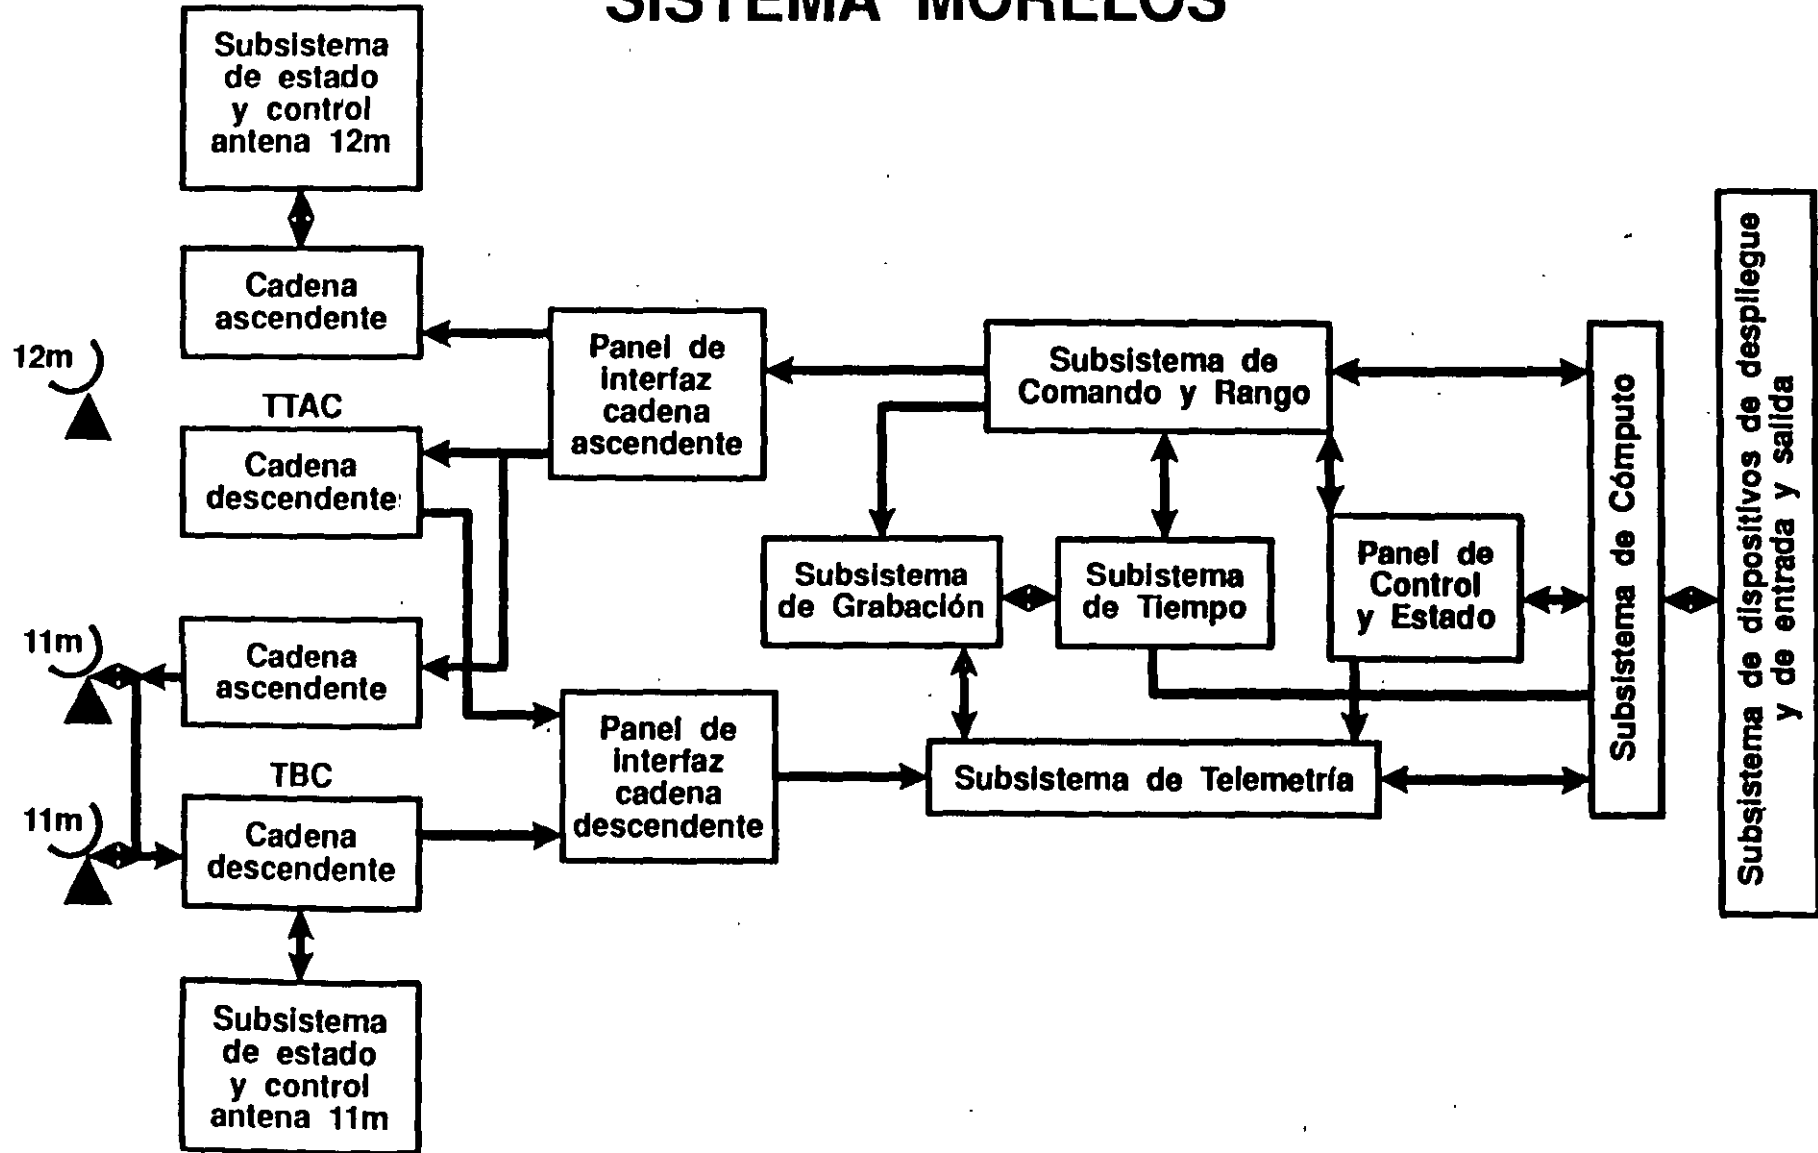 SISTEMA MORELOS
Subsistema
de estado
y control
antena 12m
Cadena
ascendente
12m
TTAC
Cadena
descendente
11m
Cadena
ascendente
TBC
11m
Cadena
descendente
Subsistema
de estado
y control
antena 11m
Panel de
interfaz
cadena
ascendente
Panel de
interfaz
cadena
descendente
Subsistema de
Comando y Rango
Subsistema
de Grabación
Subistema
de Tiempo
Panel de
Control
y Estado
Subsistema de Telemetría
Subsistema de Cómputo
Subsistema de dispositivos de despliegue
y de entrada y salida